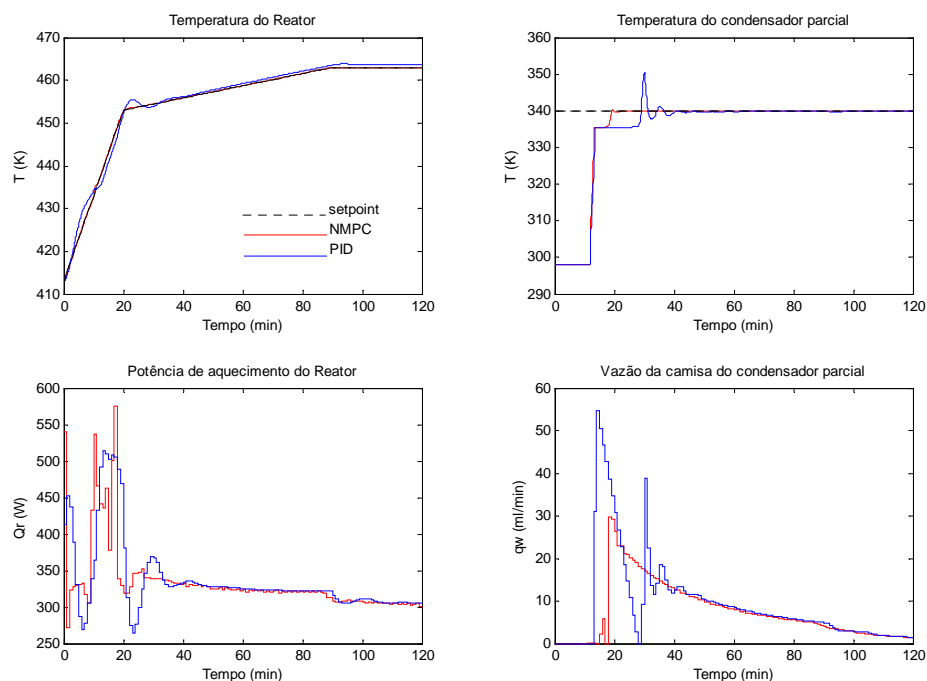 Temperatura do Reator
470
460
450
440
430
420
410
T (K)
setpoint
NMPC
PID
0 20 40 60 80 100 120
Tempo (min)
Temperatura do condensador parcial
360
350
340
330
320
310
300
290
T (K)
0 20 40 60 80 100 120
Tempo (min)
Potência de aquecimento do Reator
600
550
500
450
400
350
300
250
Qr (W)
0 20 40 60 80 100 120
Tempo (min)
Vazão da camisa do condensador parcial
60
50
40
30
20
10
0
qw (ml/min)
0 20 40 60 80 100 120
Tempo (min)